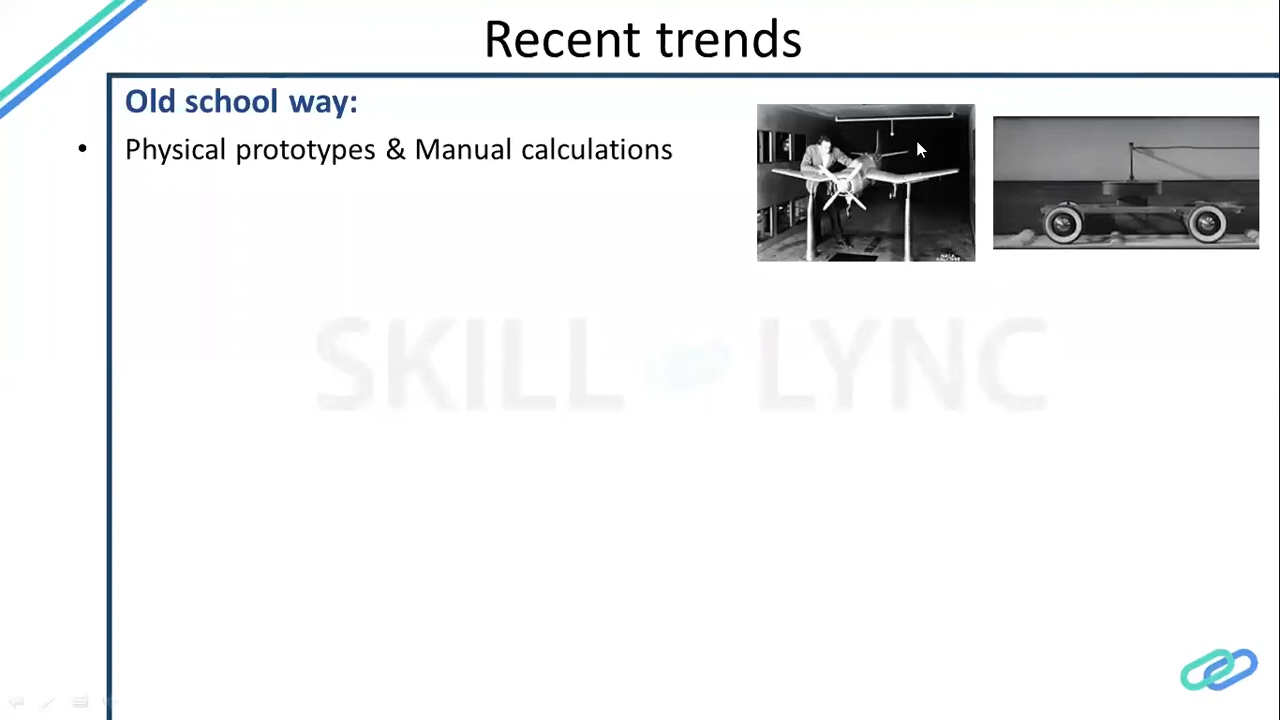 Recent trends
Old school way:
• Physical prototypes & Manual calculations
SKILL LYNC